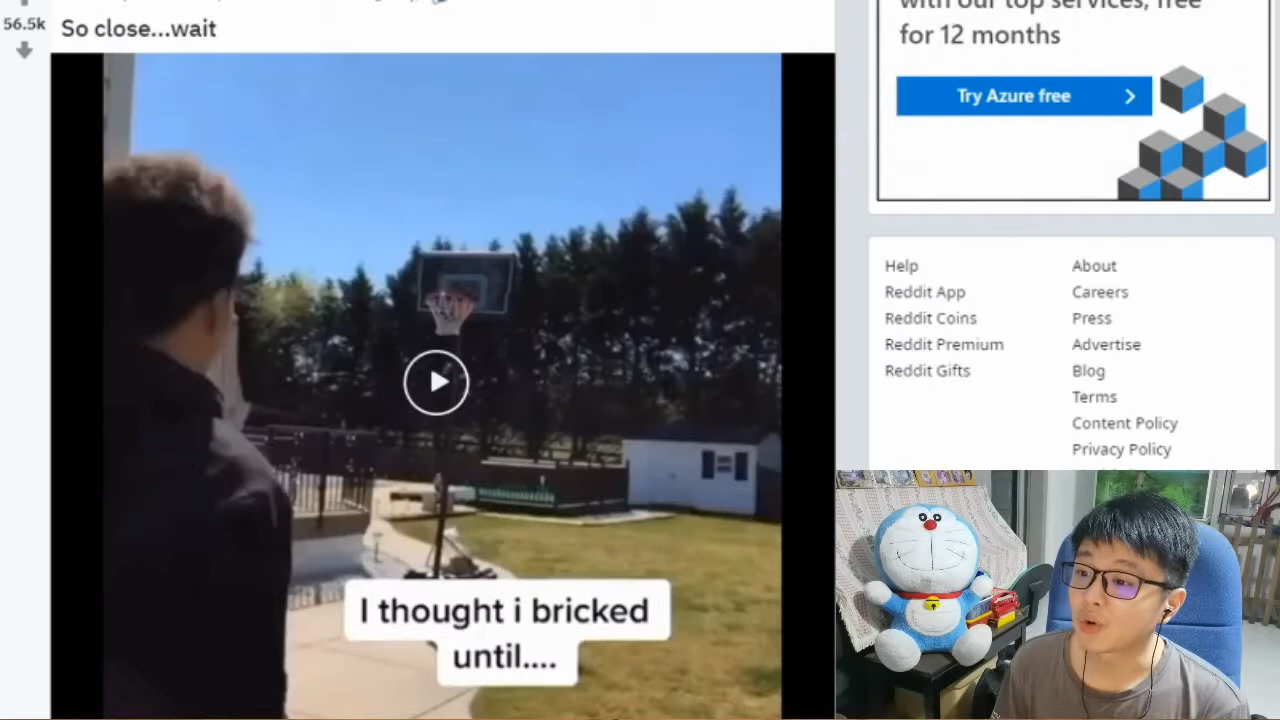 56.5k
So close...wait
I thought i bricked
until....
with our top services, free
for 12 months
Try Azure free
Help
Reddit App
Reddit Coins
Reddit Premium
Reddit Gifts
About
Careers
Press
Advertise
Blog
Terms
Content Policy
Privacy Policy